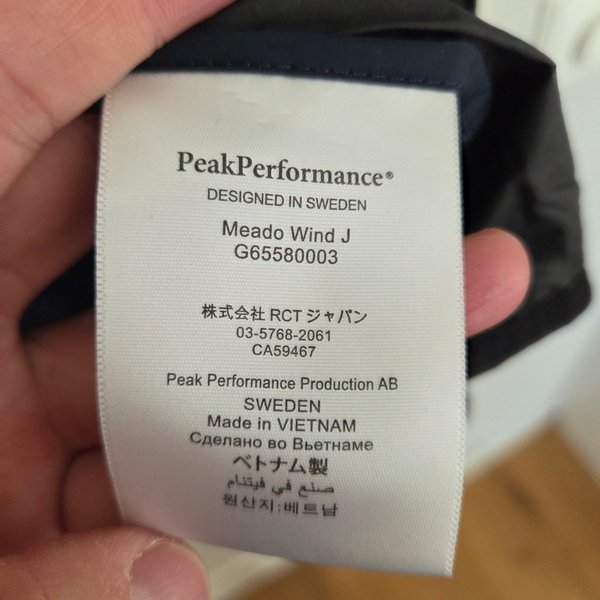 PeakPerformance®
DESIGNED IN SWEDEN
Meado Wind J
G65580003
株式会社 RCT ジャパン
03-5768-2061
CA59467
Peak Performance Production AB
SWEDEN
Made in VIETNAM
Сделано во Вьетнаме
ベトナム製
صنع في فيتنام
원산지:베트남